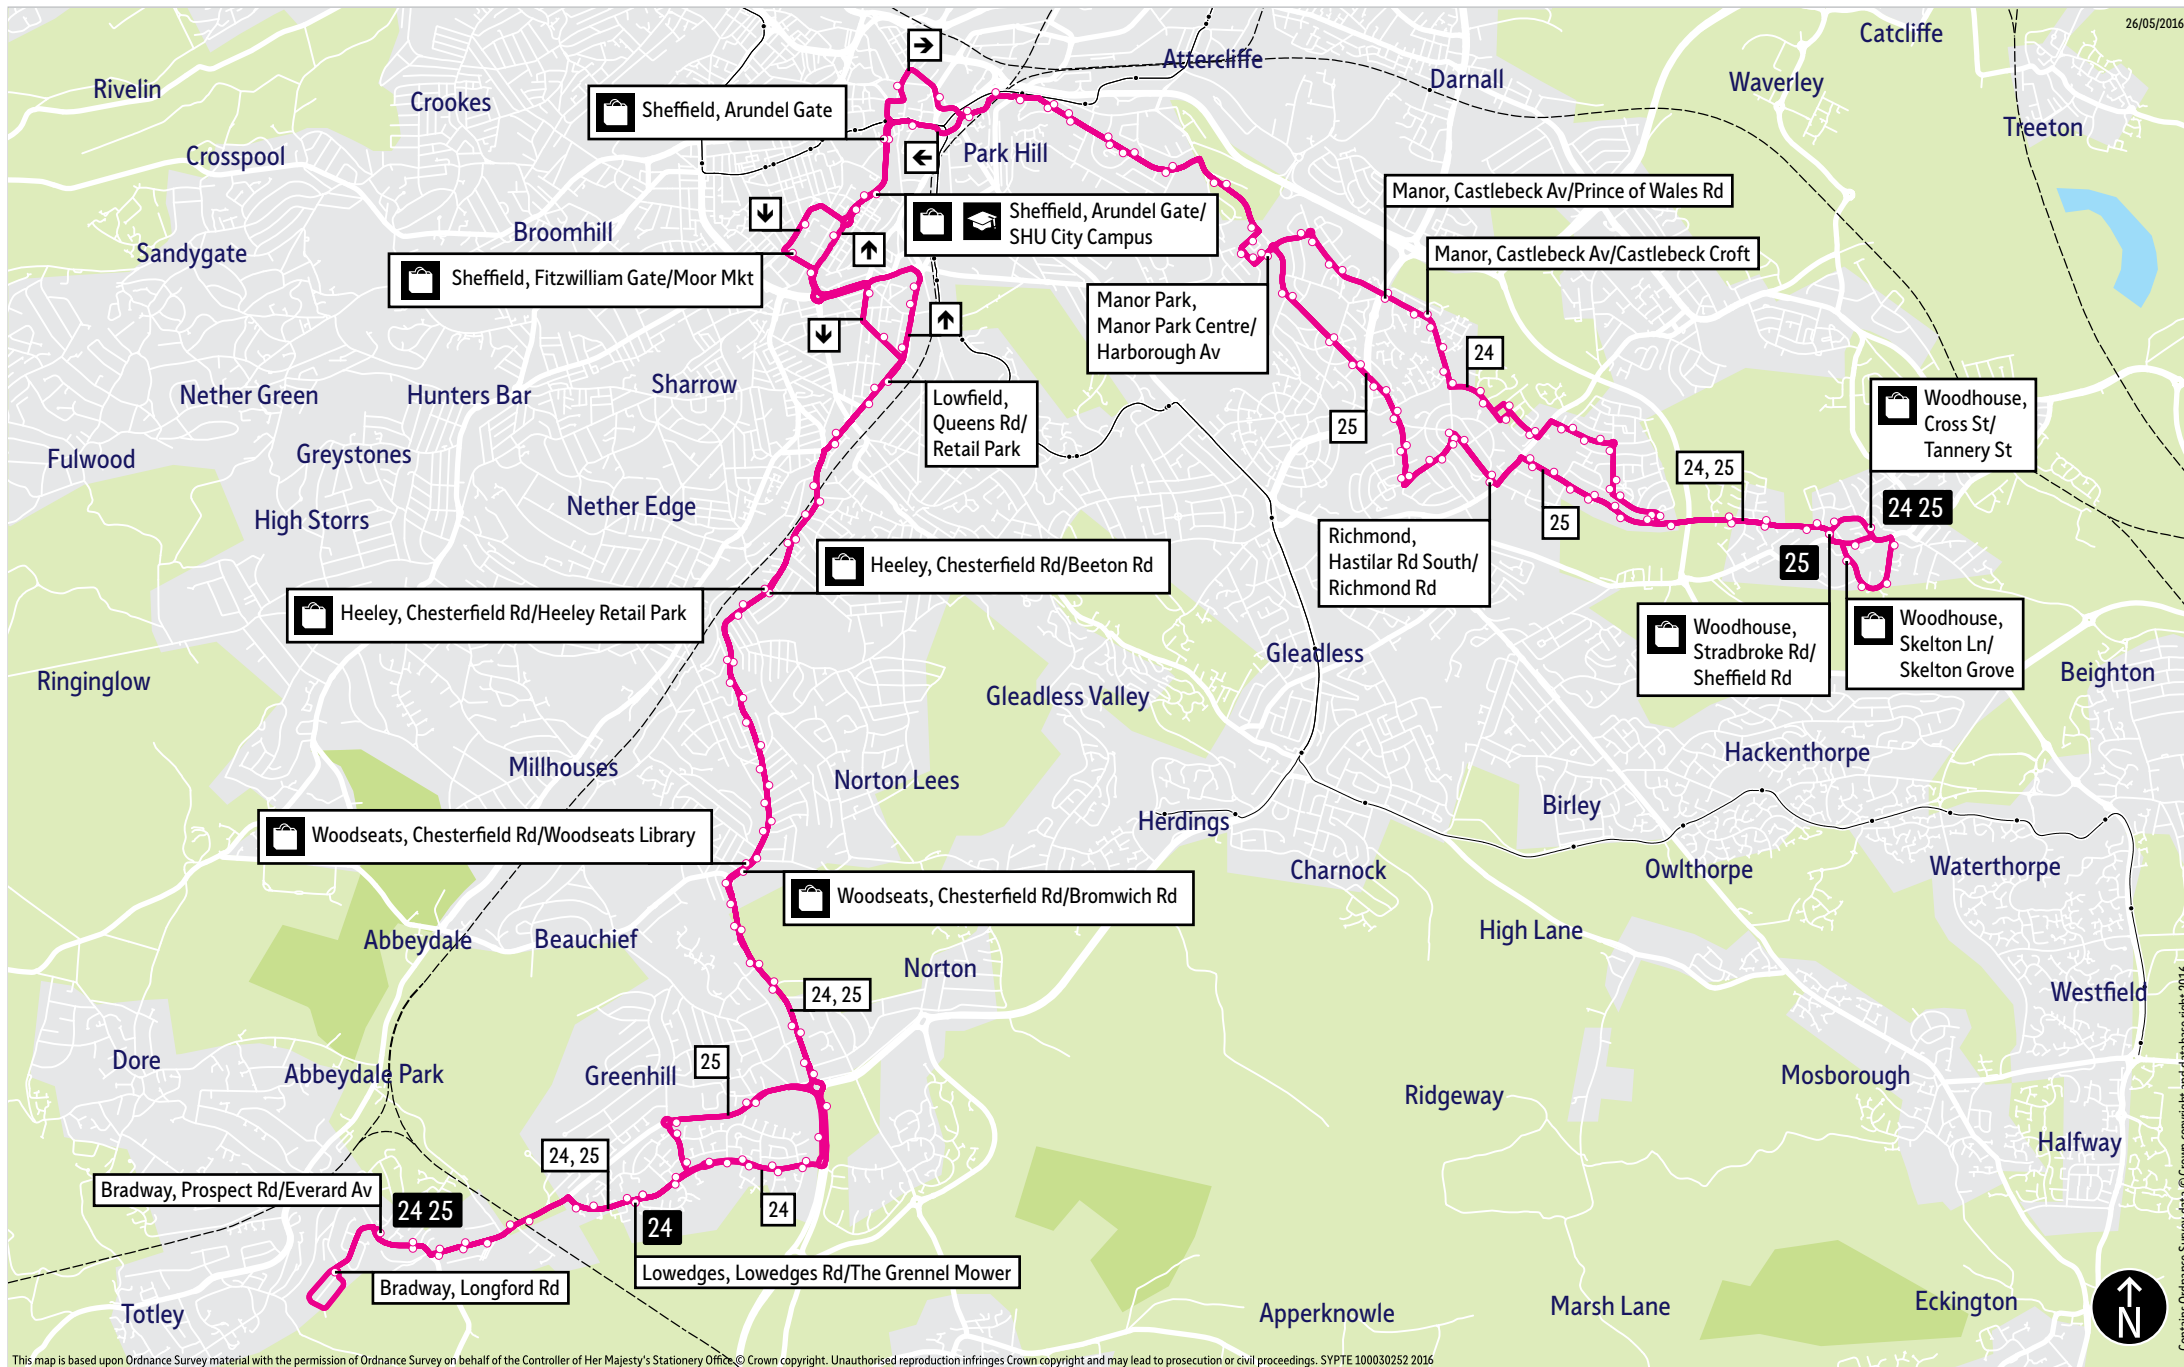 26/05/2016
Catcliffe
Attercliffe
Darnall
Waverley
Rivelin
Crookes
Sheffield, Arundel Gate
Treeton
Crosspool
Park Hill
Manor, Castlebeck Av/Prince of Wales Rd
Sheffield, Arundel Gate/
SHU City Campus
Broomhill
Sandygate
Manor, Castlebeck Av/Castlebeck Croft
Sheffield, Fitzwilliam Gate/Moor Mkt
Manor Park,
Manor Park Centre/
Harborough Av
24
Sharrow
Nether Green
Hunters Bar
Lowfield,
Queens Rd/
Retail Park
25
Woodhouse,
Cross St/
Tannery St
Fulwood
Greystones
24, 25
Nether Edge
High Storrs
24 25
25
Richmond,
Hastilar Rd South/
Richmond Rd
25
Heeley, Chesterfield Rd/Beeton Rd
Heeley, Chesterfield Rd/Heeley Retail Park
Woodhouse,
Stradbroke Rd/
Sheffield Rd
Woodhouse,
Skelton Ln/
Skelton Grove
Gleadless
Ringinglow
Beighton
Gleadless Valley
Hackenthorpe
Millhouses
Norton Lees
Birley
Herdings
Woodseats, Chesterfield Rd/Woodseats Library
Charnock
Owlthorpe
Waterthorpe
Woodseats, Chesterfield Rd/Bromwich Rd
High Lane
Abbeydale
Beauchief
Norton
24, 25
Westfield
Dore
Abbeydale Park
Greenhill
25
Ridgeway
Mosborough
Halfway
24, 25
Bradway, Prospect Rd/Everard Av
24 25
24
24
Lowedges, Lowedges Rd/The Grennel Mower
Bradway, Longford Rd
Totley
Apperknowle
Marsh Lane
Eckington
N
Contains Ordnance Survey data © Crown copyright and database right 2016
This map is based upon Ordnance Survey material with the permission of Ordnance Survey on behalf of the Controller of Her Majesty's Stationery Office © Crown copyright. Unauthorised reproduction infringes Crown copyright and may lead to prosecution or civil proceedings. SYPTE 100030252 2016